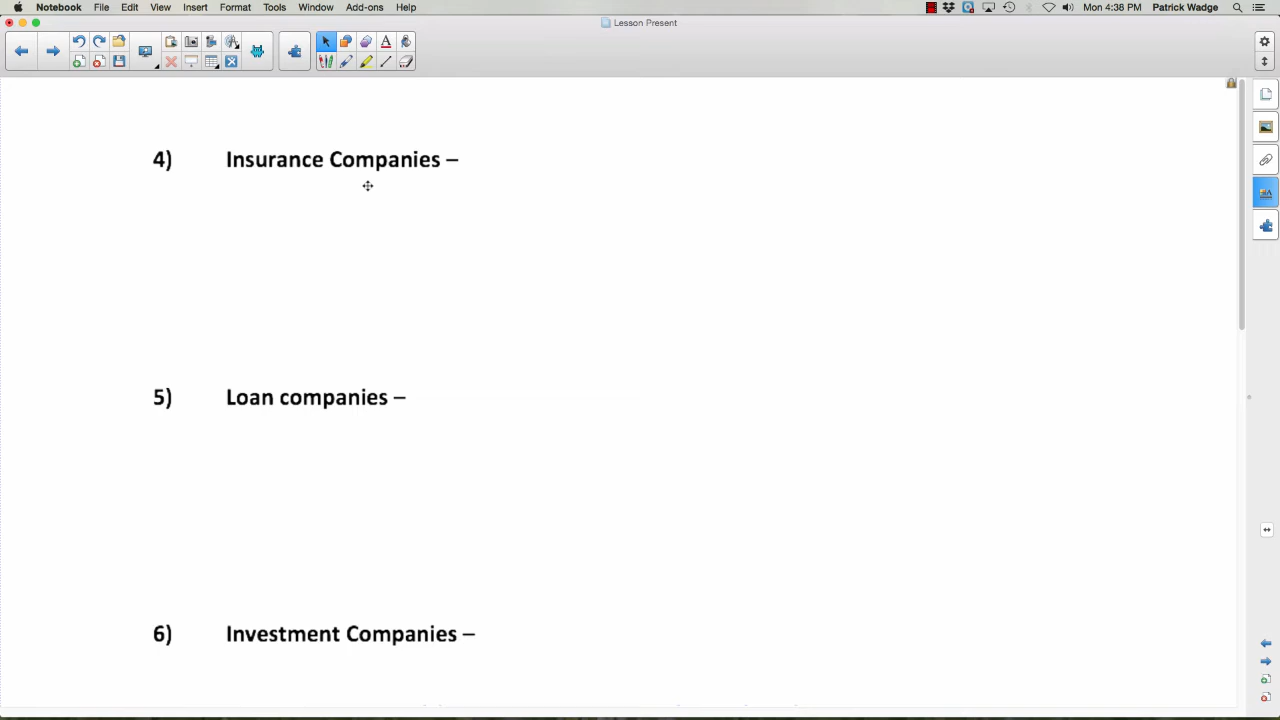 Notebook File Edit View Insert Format Tools Window Add-ons Help Mon 4:38 PM Patrick Wadge
Lesson Present
4) Insurance Companies –
5) Loan companies –
6) Investment Companies –